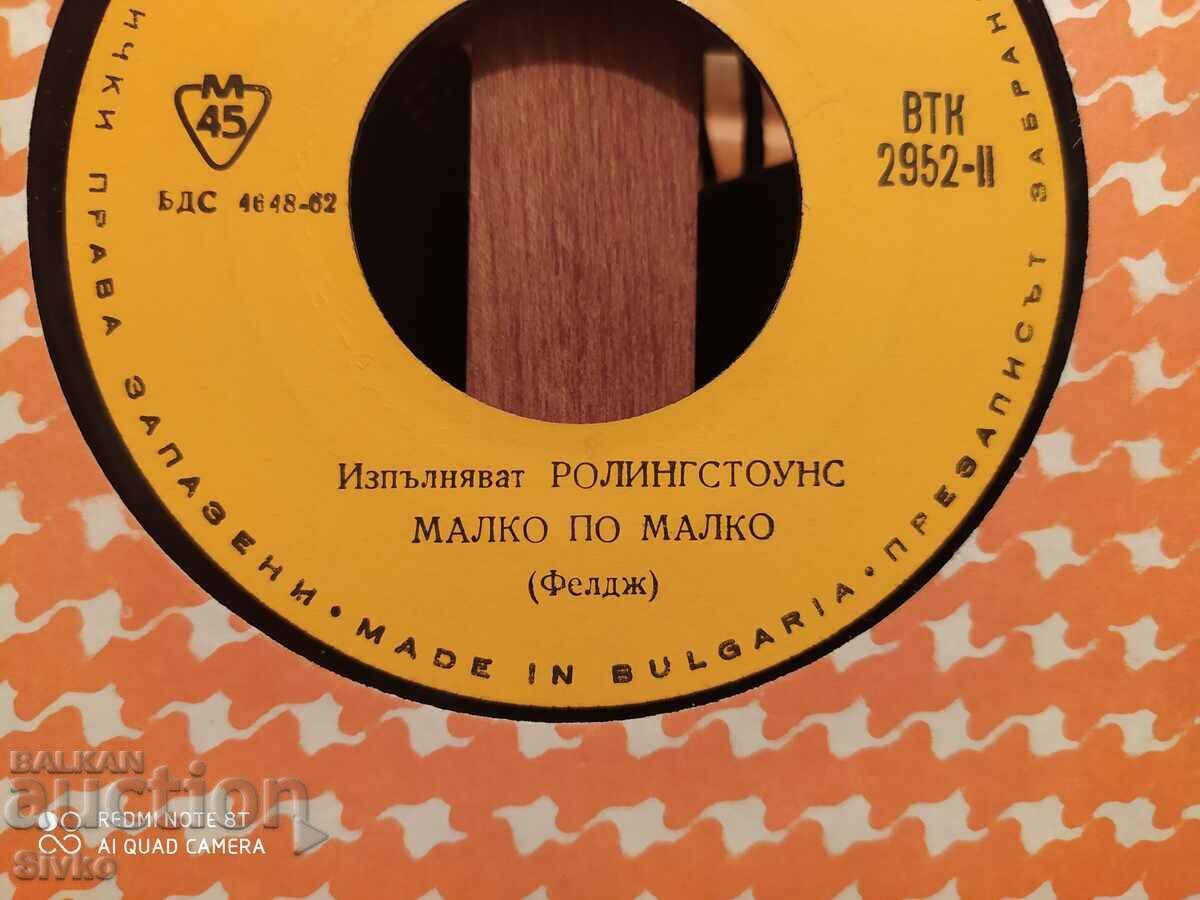 М
45
БДС 4648-62
ВТК
2952-II
Изпълняват РОЛИНГСТОУНС
МАЛКО ПО МАЛКО
(Фелдж)
ИЧКИ ПРАВА ЗАПАЗЕНИ • MADE IN BULGARIA • ПРЕЗАПИСЪТ ЗАБРАН
BALKAN
auction
REDMI NOTE 8T
AI QUAD CAMERA
Sivko